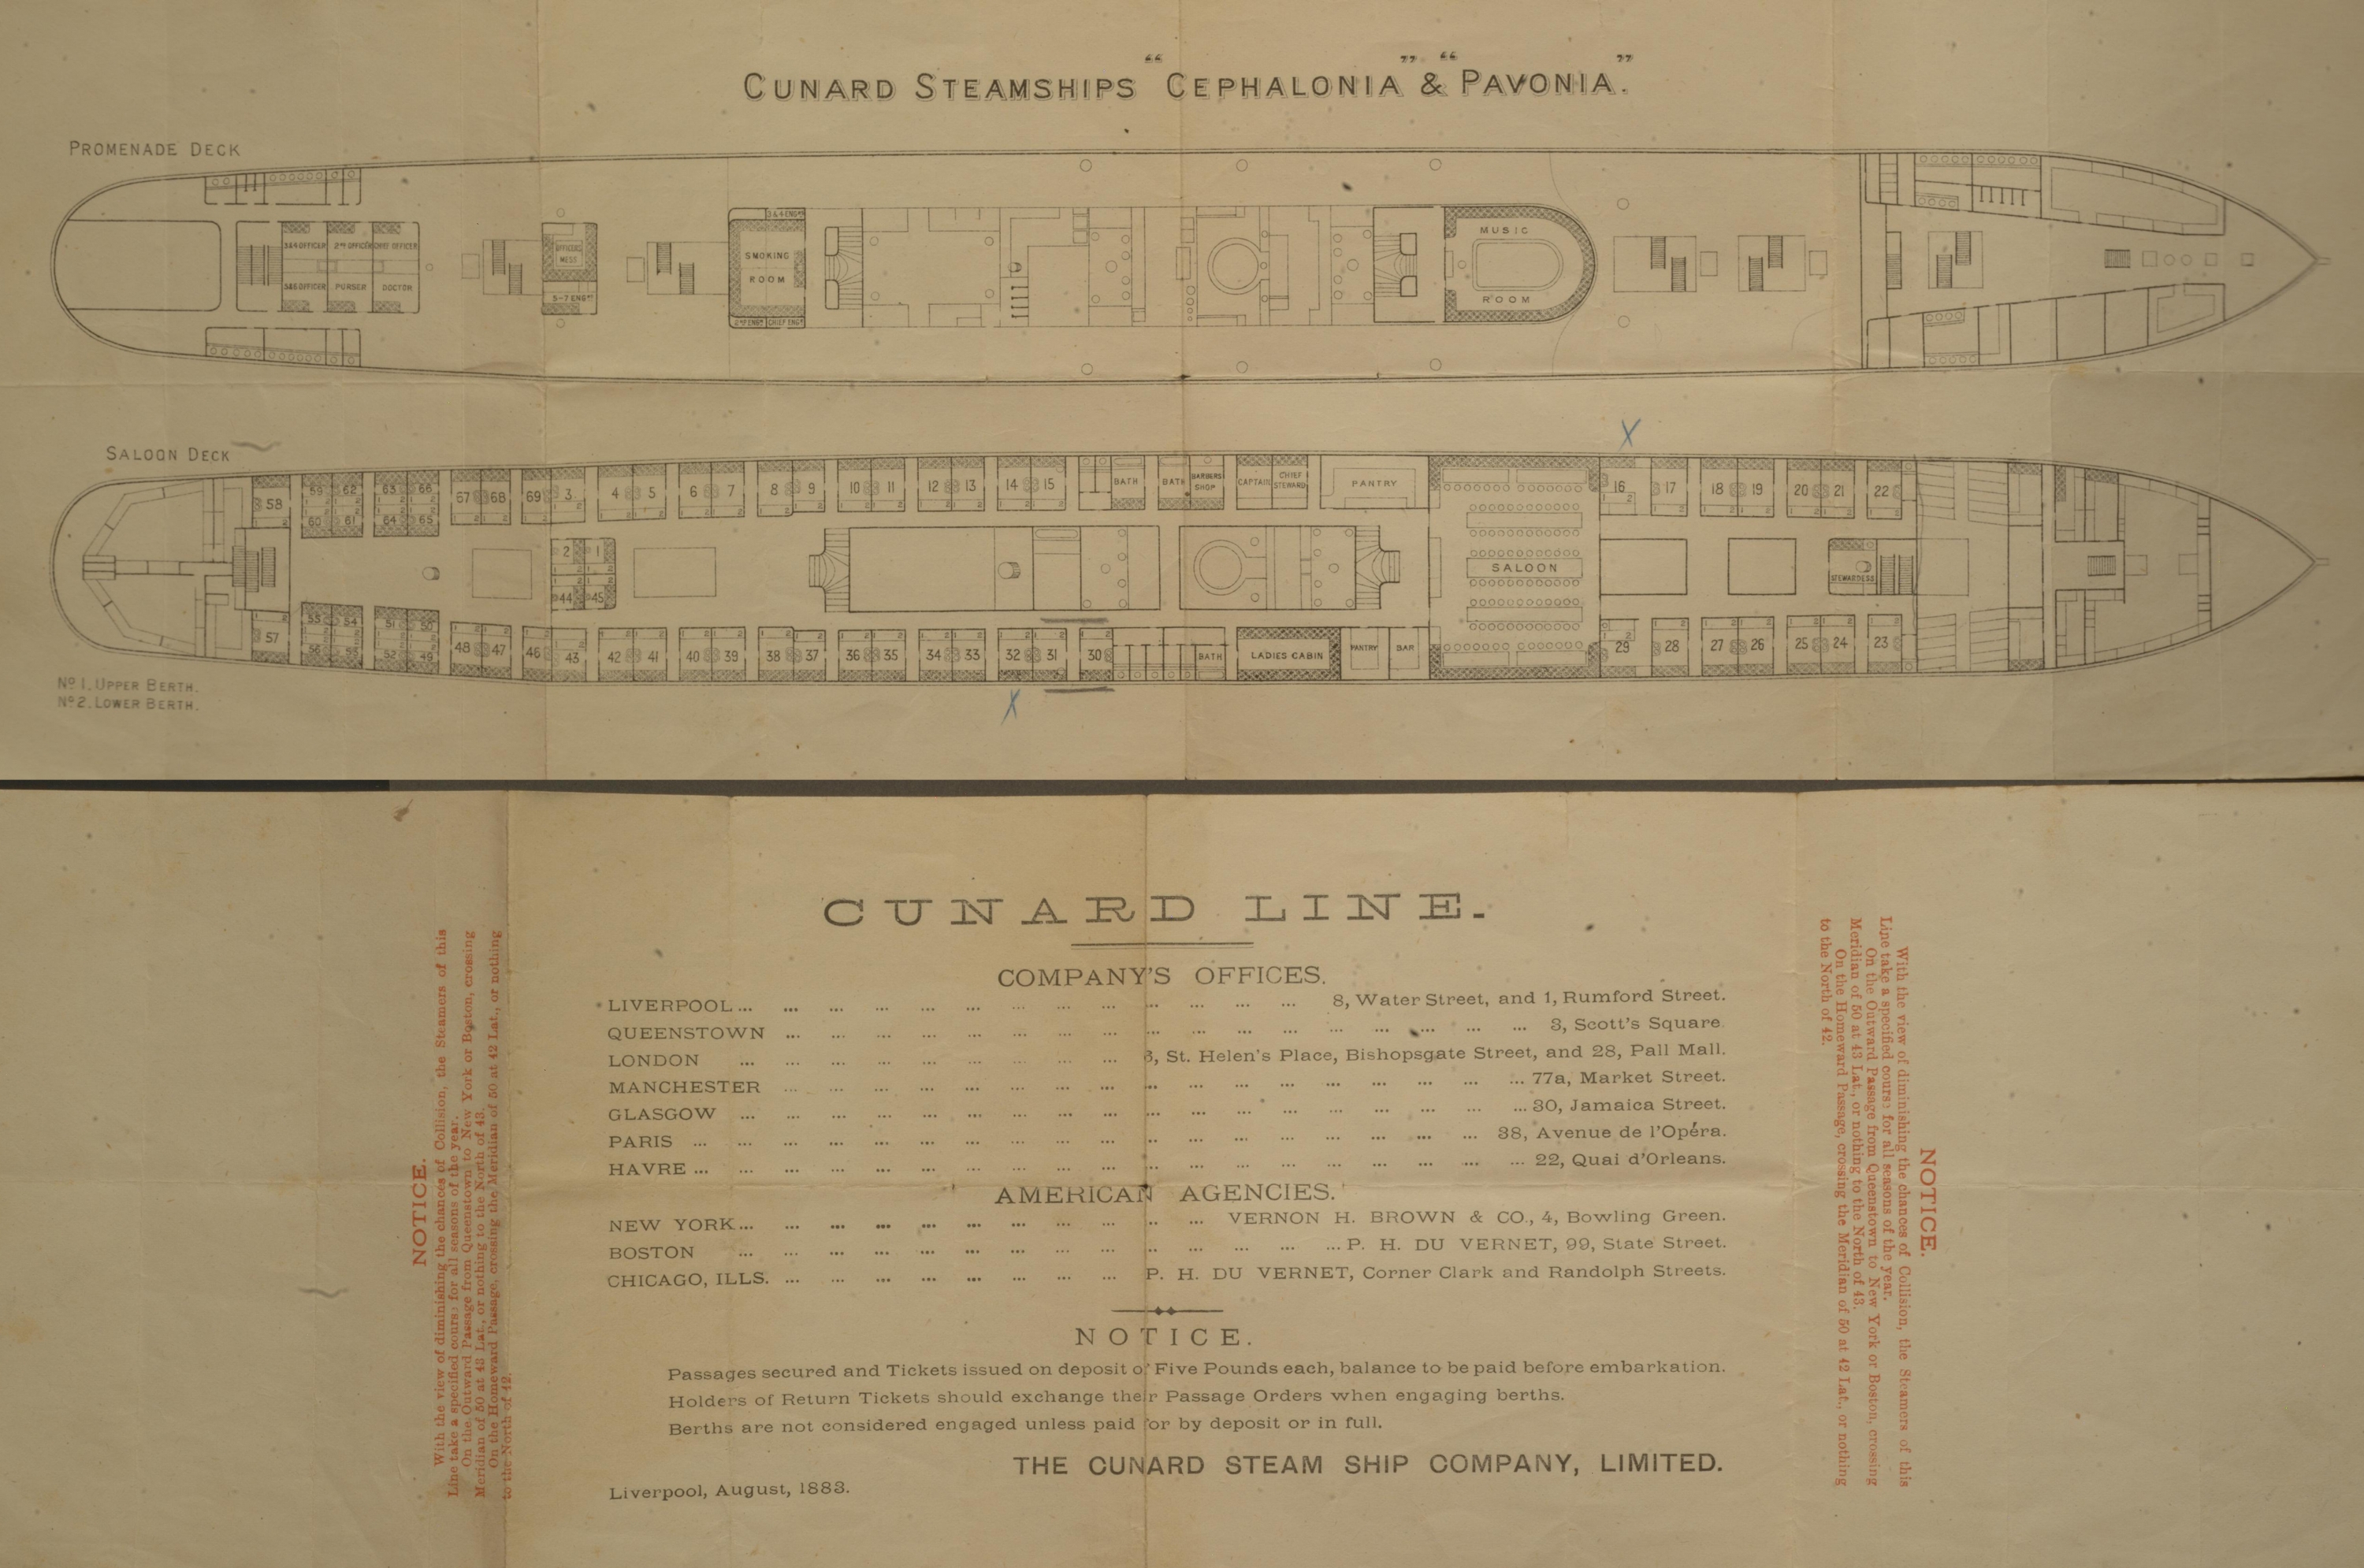 CUNARD STEAMSHIPS “CEPHALONIA” & “PAVONIA.”
PROMENADE DECK
3&4 OFFICER 2ND OFFICER CHIEF OFFICER
5&6 OFFICER PURSER DOCTOR
OFFICERS
MESS
5-7 ENGRS
3&4 ENGRS
SMOKING
ROOM
2ND ENGR CHIEF ENGR
MUSIC
ROOM
X
SALOON DECK
58 59 62 63 66 67 68 69 3 4 5 6 7 8 9 10 11 12 13 14 15 BATH BATH BARBERS SHOP CAPTAIN CHIEF STEWARD PANTRY 16 17 18 19 20 21 22
60 61 64 65
2 1
44 45
SALOON
STEWARDESS
55 54 51 50
57 56 53 52 49 48 47 46 43 42 41 40 39 38 37 36 35 34 33 32 31 30 BATH LADIES CABIN PANTRY BAR 29 28 27 26 25 24 23
No 1. UPPER BERTH.
No 2. LOWER BERTH.
X
CUNARD LINE.
COMPANY'S OFFICES.
LIVERPOOL ... 8, Water Street, and 1, Rumford Street.
QUEENSTOWN ... 3, Scott's Square
LONDON ... 6, St. Helen's Place, Bishopsgate Street, and 28, Pall Mall.
MANCHESTER ... 77a, Market Street.
GLASGOW ... 30, Jamaica Street.
PARIS ... 38, Avenue de l'Opéra.
HAVRE ... 22, Quai d'Orleans.
AMERICAN AGENCIES.
NEW YORK ... VERNON H. BROWN & CO., 4, Bowling Green.
BOSTON ... P. H. DU VERNET, 99, State Street.
CHICAGO, ILLS. ... P. H. DU VERNET, Corner Clark and Randolph Streets.
NOTICE.
Passages secured and Tickets issued on deposit of Five Pounds each, balance to be paid before embarkation.
Holders of Return Tickets should exchange their Passage Orders when engaging berths.
Berths are not considered engaged unless paid for by deposit or in full.
THE CUNARD STEAM SHIP COMPANY, LIMITED.
Liverpool, August, 1883.
NOTICE.
With the view of diminishing the chances of Collision, the Steamers of this
Line take a specified course for all seasons of the year.
On the Outward Passage from Queenstown to New York or Boston, crossing
Meridian of 50 at 43 Lat., or nothing to the North of 43.
On the Homeward Passage, crossing the Meridian of 50 at 42 Lat., or nothing
to the North of 42.
NOTICE.
With the view of diminishing the chances of Collision, the Steamers of this
Line take a specified course for all seasons of the year.
On the Outward Passage from Queenstown to New York or Boston, crossing
Meridian of 50 at 43 Lat., or nothing to the North of 43.
On the Homeward Passage, crossing the Meridian of 50 at 42 Lat., or nothing
to the North of 42.